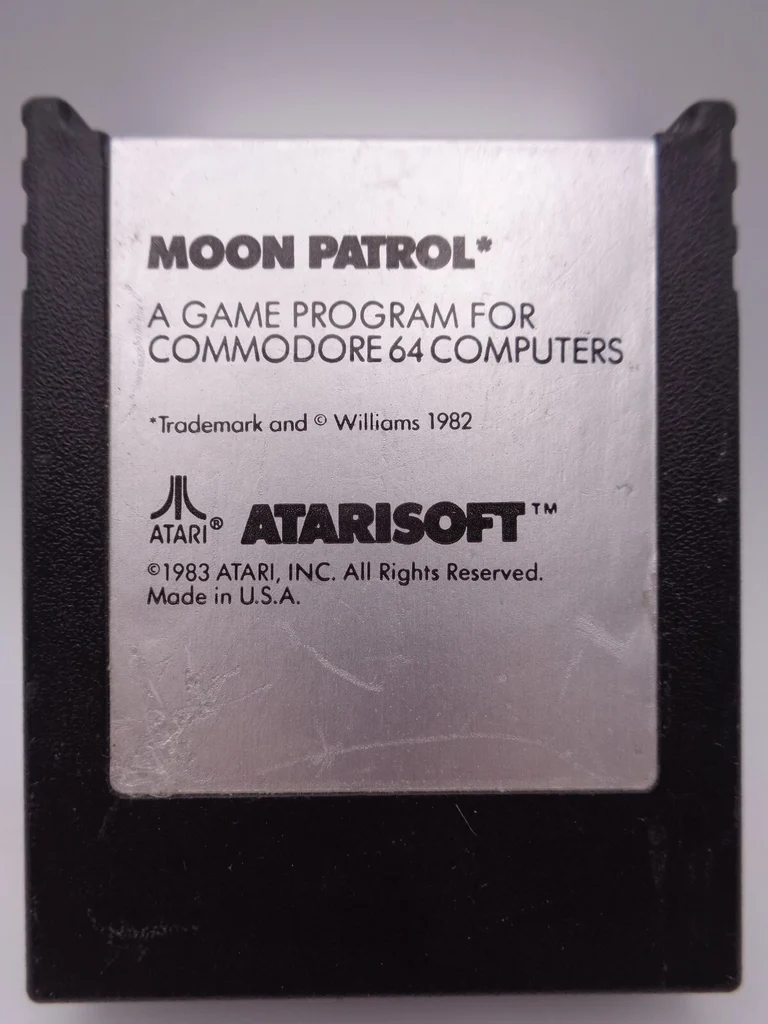 MOON PATROL*
A GAME PROGRAM FOR
COMMODORE 64 COMPUTERS
*Trademark and © Williams 1982
ATARI® ATARISOFT™
©1983 ATARI, INC. All Rights Reserved.
Made in U.S.A.